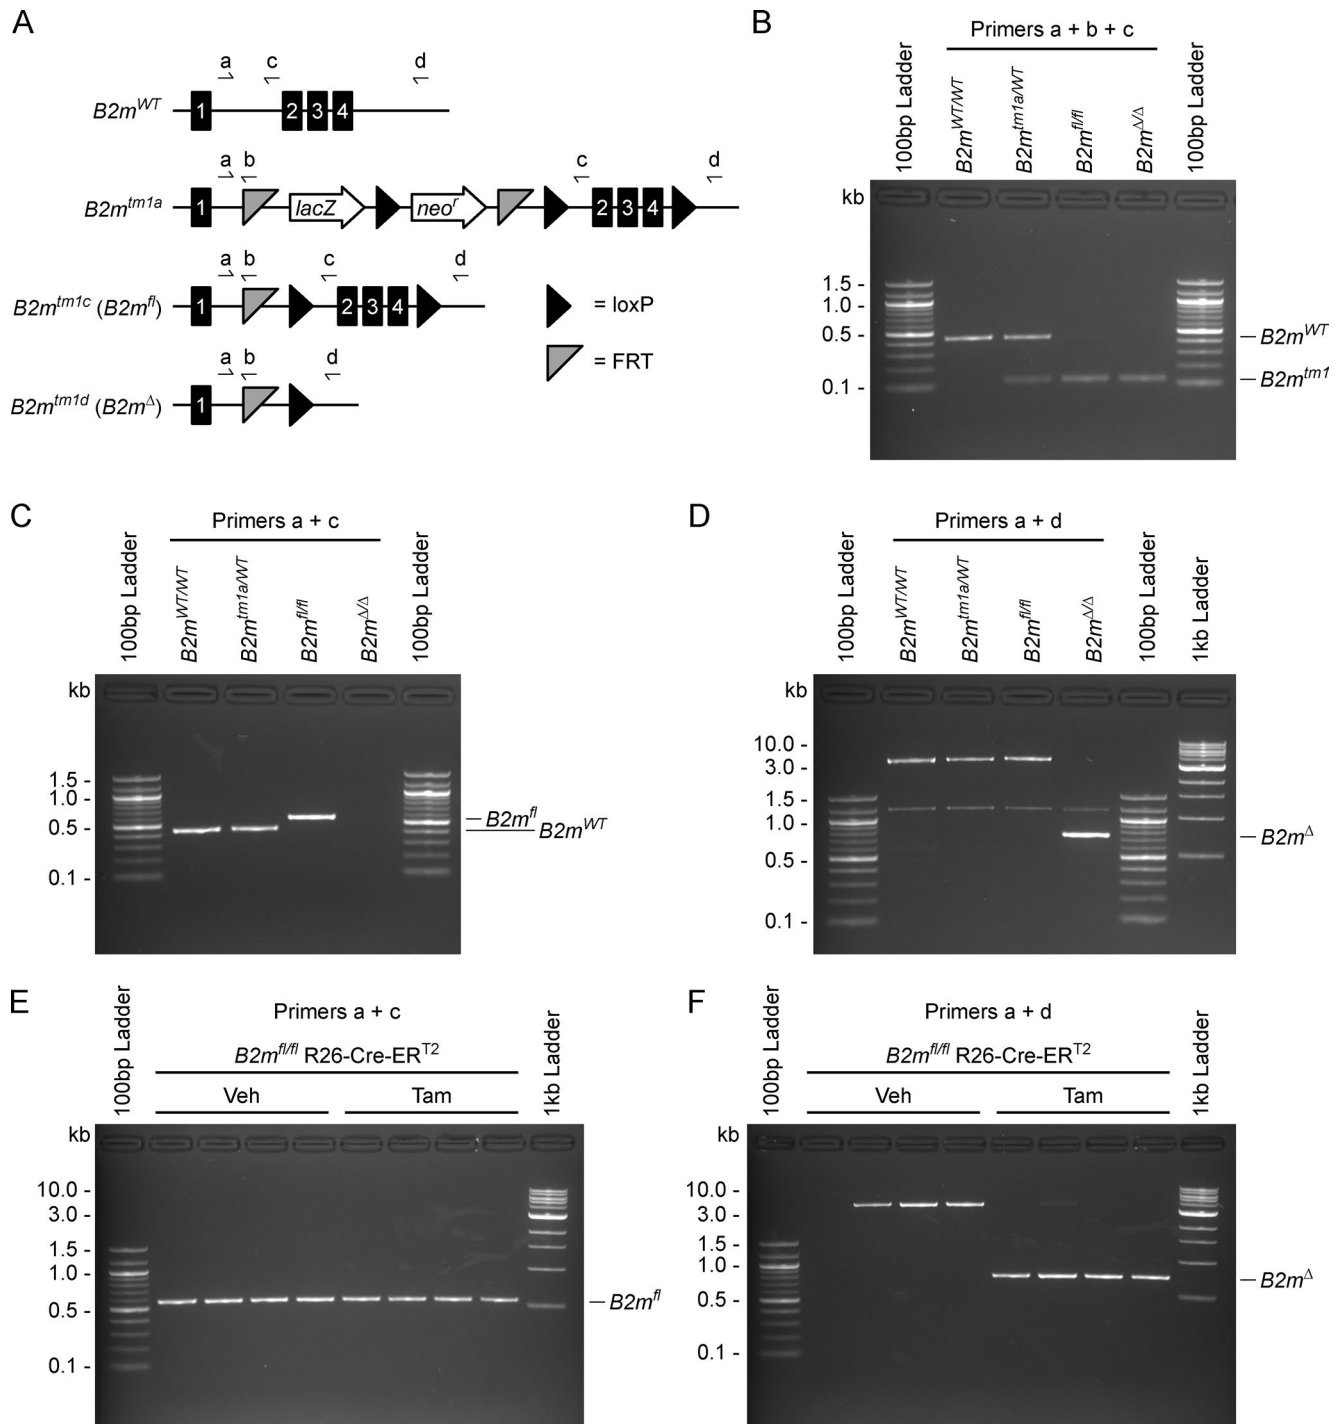 A
a c d
B2m^WT 1 2 3 4
a b c d
B2m^tm1a 1 lacZ neo^r 2 3 4
a b c d
B2m^tm1c (B2m^fl) 1 2 3 4
= loxP
a b d
= FRT
B2m^tm1d (B2m^Δ) 1
B
Primers a + b + c
100bp Ladder
B2m^WT/WT
B2m^tm1a/WT
B2m^fl/fl
B2m^Δ/Δ
100bp Ladder
kb
1.5 -
1.0 -
0.5 -
0.1 -
B2m^WT
B2m^tm1
C
Primers a + c
100bp Ladder
B2m^WT/WT
B2m^tm1a/WT
B2m^fl/fl
B2m^Δ/Δ
100bp Ladder
kb
1.5 -
1.0 -
0.5 -
0.1 -
B2m^fl
B2m^WT
D
Primers a + d
100bp Ladder
B2m^WT/WT
B2m^tm1a/WT
B2m^fl/fl
B2m^Δ/Δ
100bp Ladder
1kb Ladder
kb
10.0 -
3.0 -
1.5 -
1.0 -
0.5 -
0.1 -
B2m^Δ
E
Primers a + c
B2m^fl/fl R26-Cre-ER^T2
Veh Tam
100bp Ladder
1kb Ladder
kb
10.0 -
3.0 -
1.5 -
1.0 -
0.5 -
0.1 -
B2m^fl
F
Primers a + d
B2m^fl/fl R26-Cre-ER^T2
Veh Tam
100bp Ladder
1kb Ladder
kb
10.0 -
3.0 -
1.5 -
1.0 -
0.5 -
0.1 -
B2m^Δ